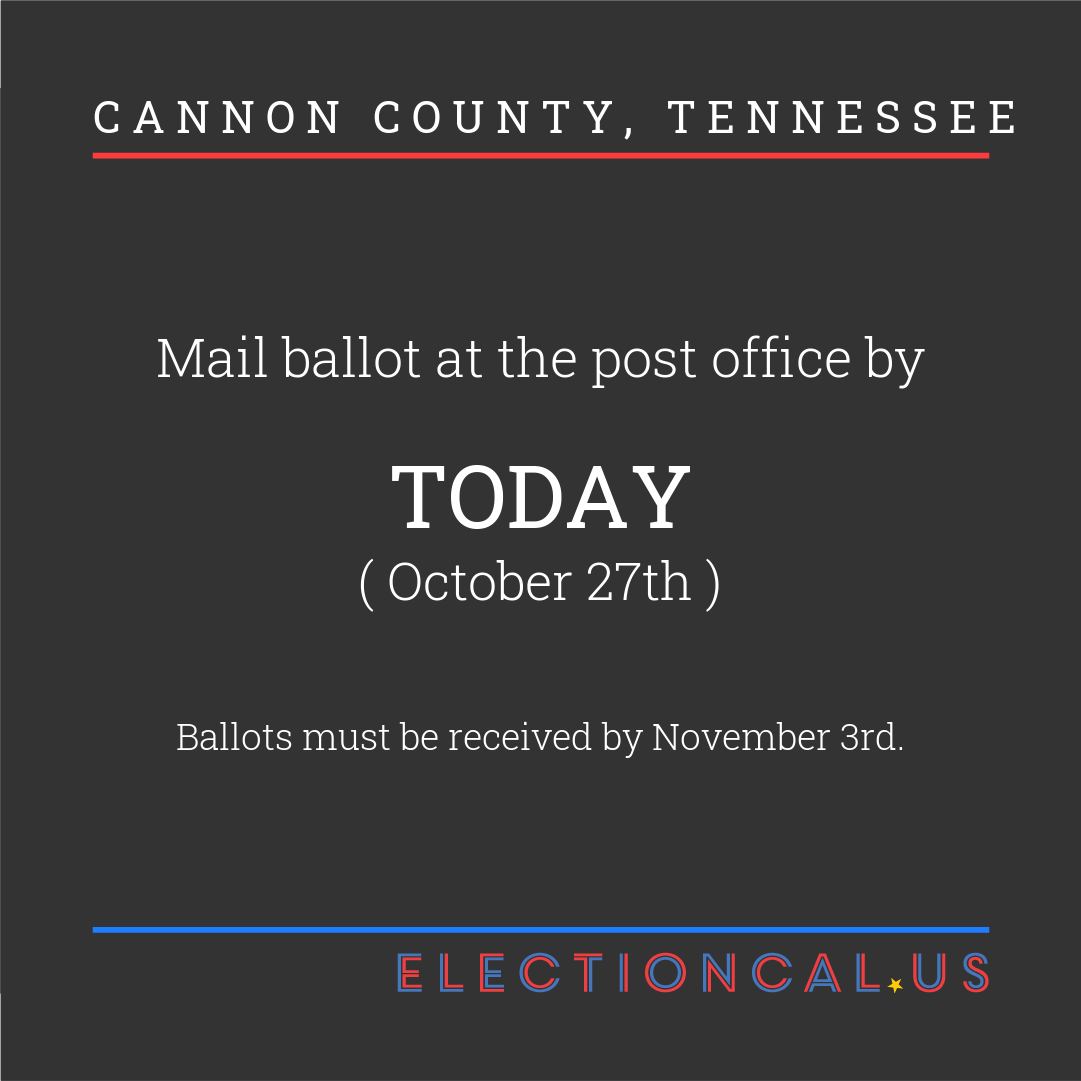 CANNON COUNTY, TENNESSEE
Mail ballot at the post office by
TODAY
( October 27th )
Ballots must be received by November 3rd.
ELECTIONCAL.US